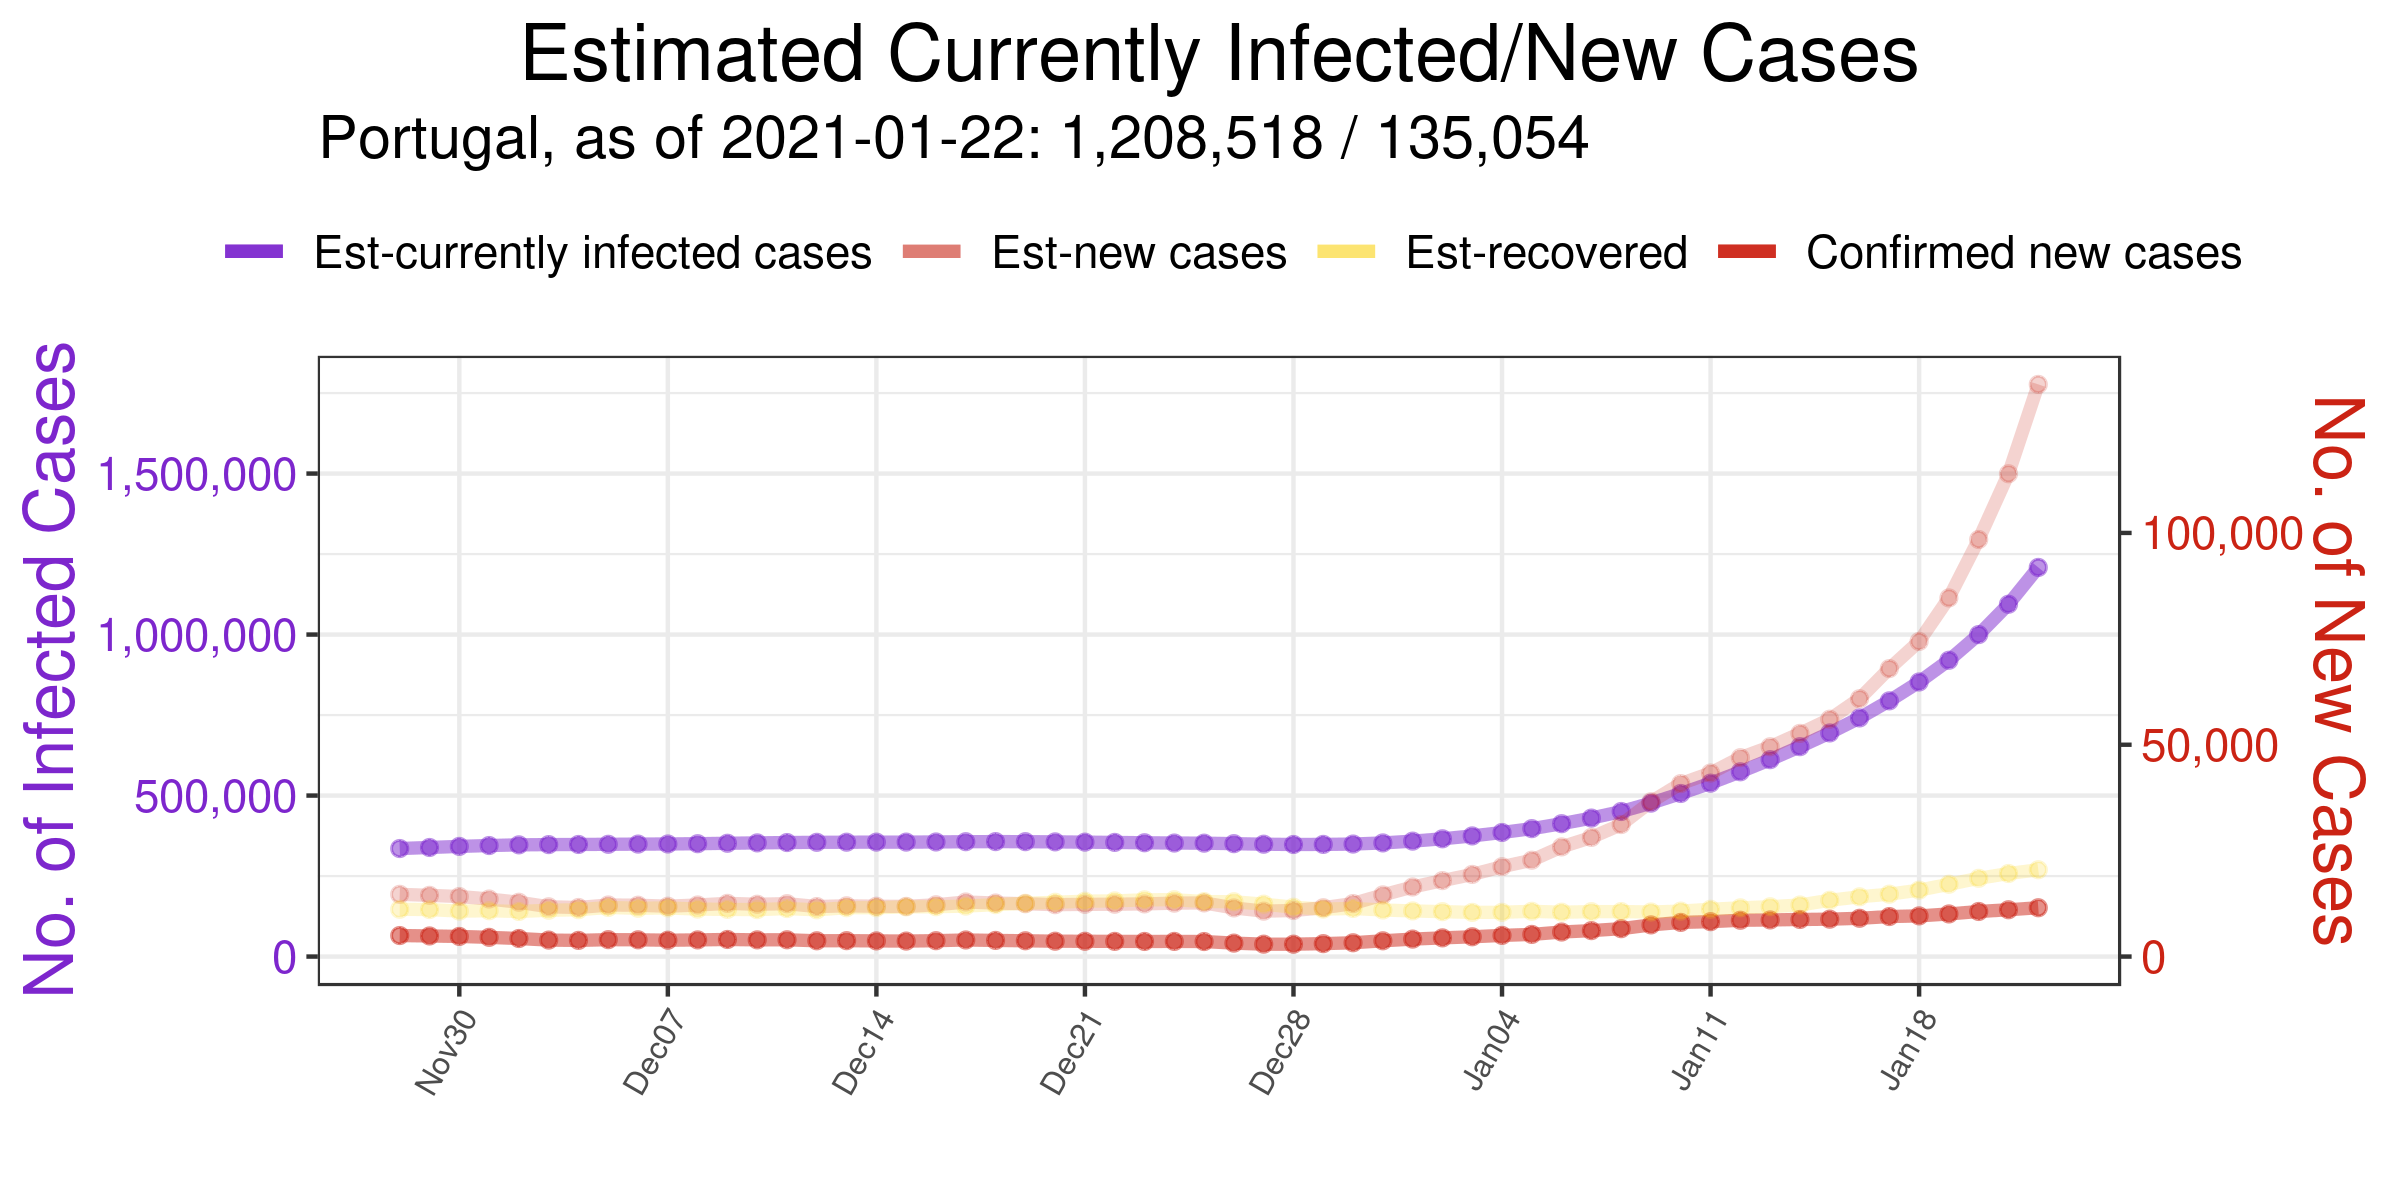 Estimated Currently Infected/New Cases
Portugal, as of 2021-01-22: 1,208,518 / 135,054
Est-currently infected cases Est-new cases Est-recovered Confirmed new cases
No. of Infected Cases
1,500,000
1,000,000
500,000
0
100,000
50,000
0
No. of New Cases
Nov30 Dec07 Dec14 Dec21 Dec28 Jan04 Jan11 Jan18